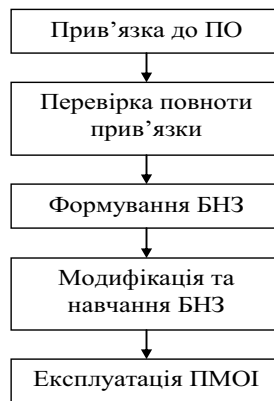 Прив’язка до ПО
Перевірка повноти
прив’язки
Формування БНЗ
Модифікація та
навчання БНЗ
Експлуатація ПМОІ